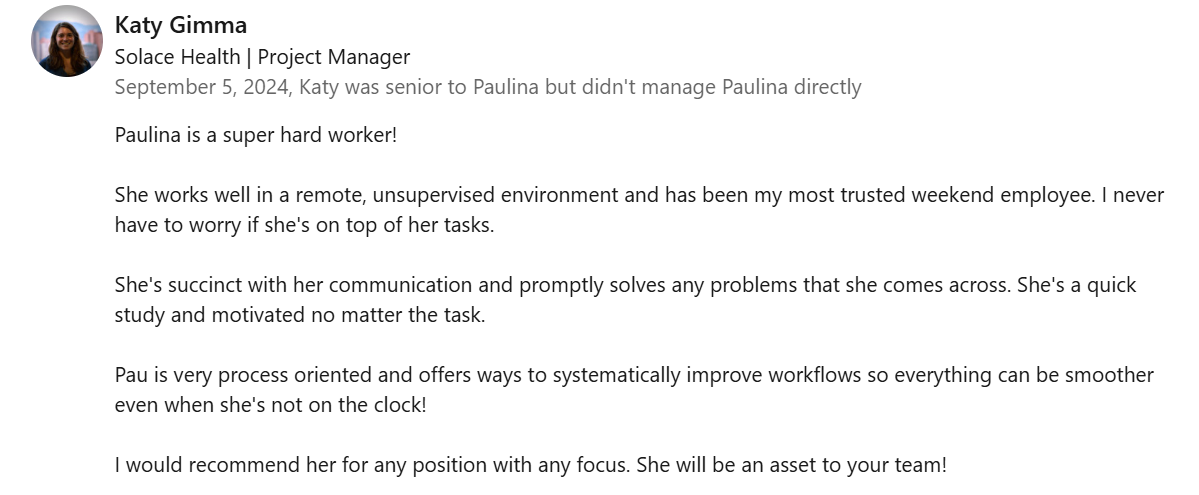 Katy Gimma
Solace Health | Project Manager
September 5, 2024, Katy was senior to Paulina but didn't manage Paulina directly
Paulina is a super hard worker!
She works well in a remote, unsupervised environment and has been my most trusted weekend employee. I never
have to worry if she's on top of her tasks.
She's succinct with her communication and promptly solves any problems that she comes across. She's a quick
study and motivated no matter the task.
Pau is very process oriented and offers ways to systematically improve workflows so everything can be smoother
even when she's not on the clock!
I would recommend her for any position with any focus. She will be an asset to your team!